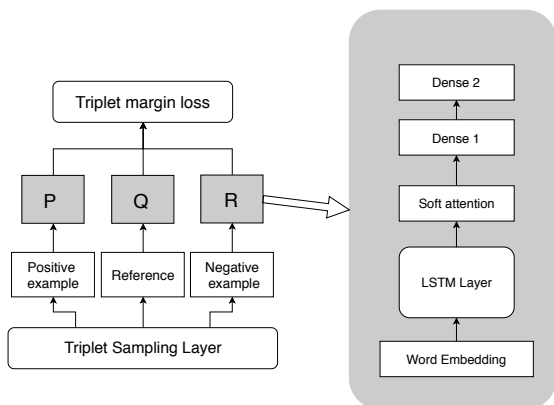 Triplet margin loss
P
Q
R
Positive
example
Reference
Negative
example
Triplet Sampling Layer
Dense 2
Dense 1
Soft attention
LSTM Layer
Word Embedding